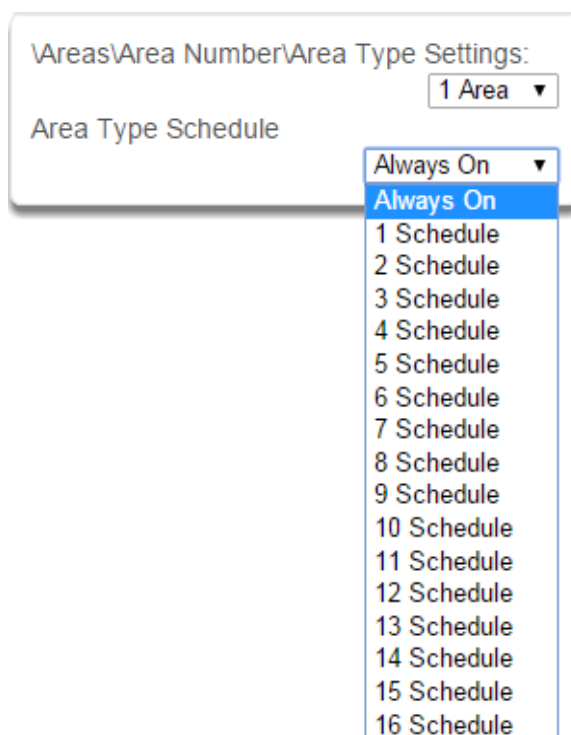 \Areas\Area Number\Area Type Settings:
1 Area
Area Type Schedule
Always On
Always On
1 Schedule
2 Schedule
3 Schedule
4 Schedule
5 Schedule
6 Schedule
7 Schedule
8 Schedule
9 Schedule
10 Schedule
11 Schedule
12 Schedule
13 Schedule
14 Schedule
15 Schedule
16 Schedule